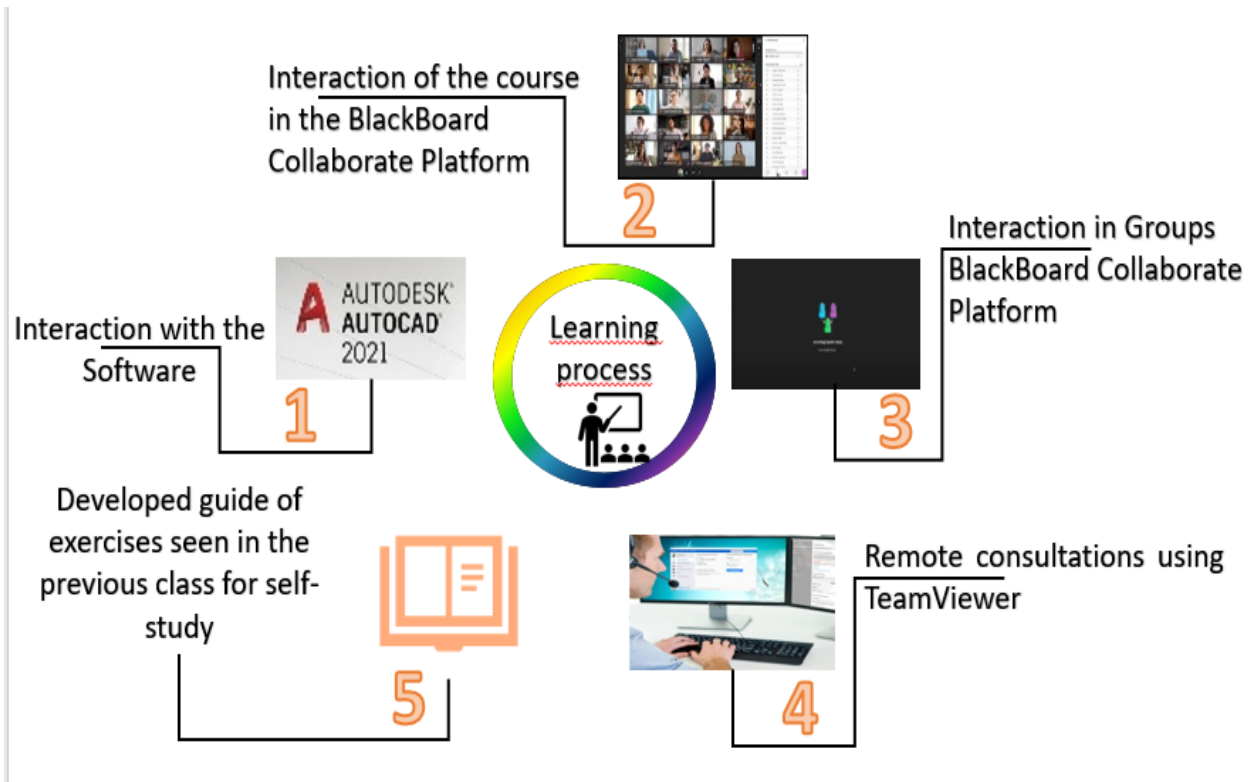 Interaction of the course
in the BlackBoard
Collaborate Platform
2
Interaction in Groups
BlackBoard Collaborate
Platform
3
Interaction with the
Software
A AUTODESK®
AUTOCAD®
2021
1
Learning
process
Developed guide of
exercises seen in the
previous class for self-
study
5
Remote consultations using
TeamViewer
4